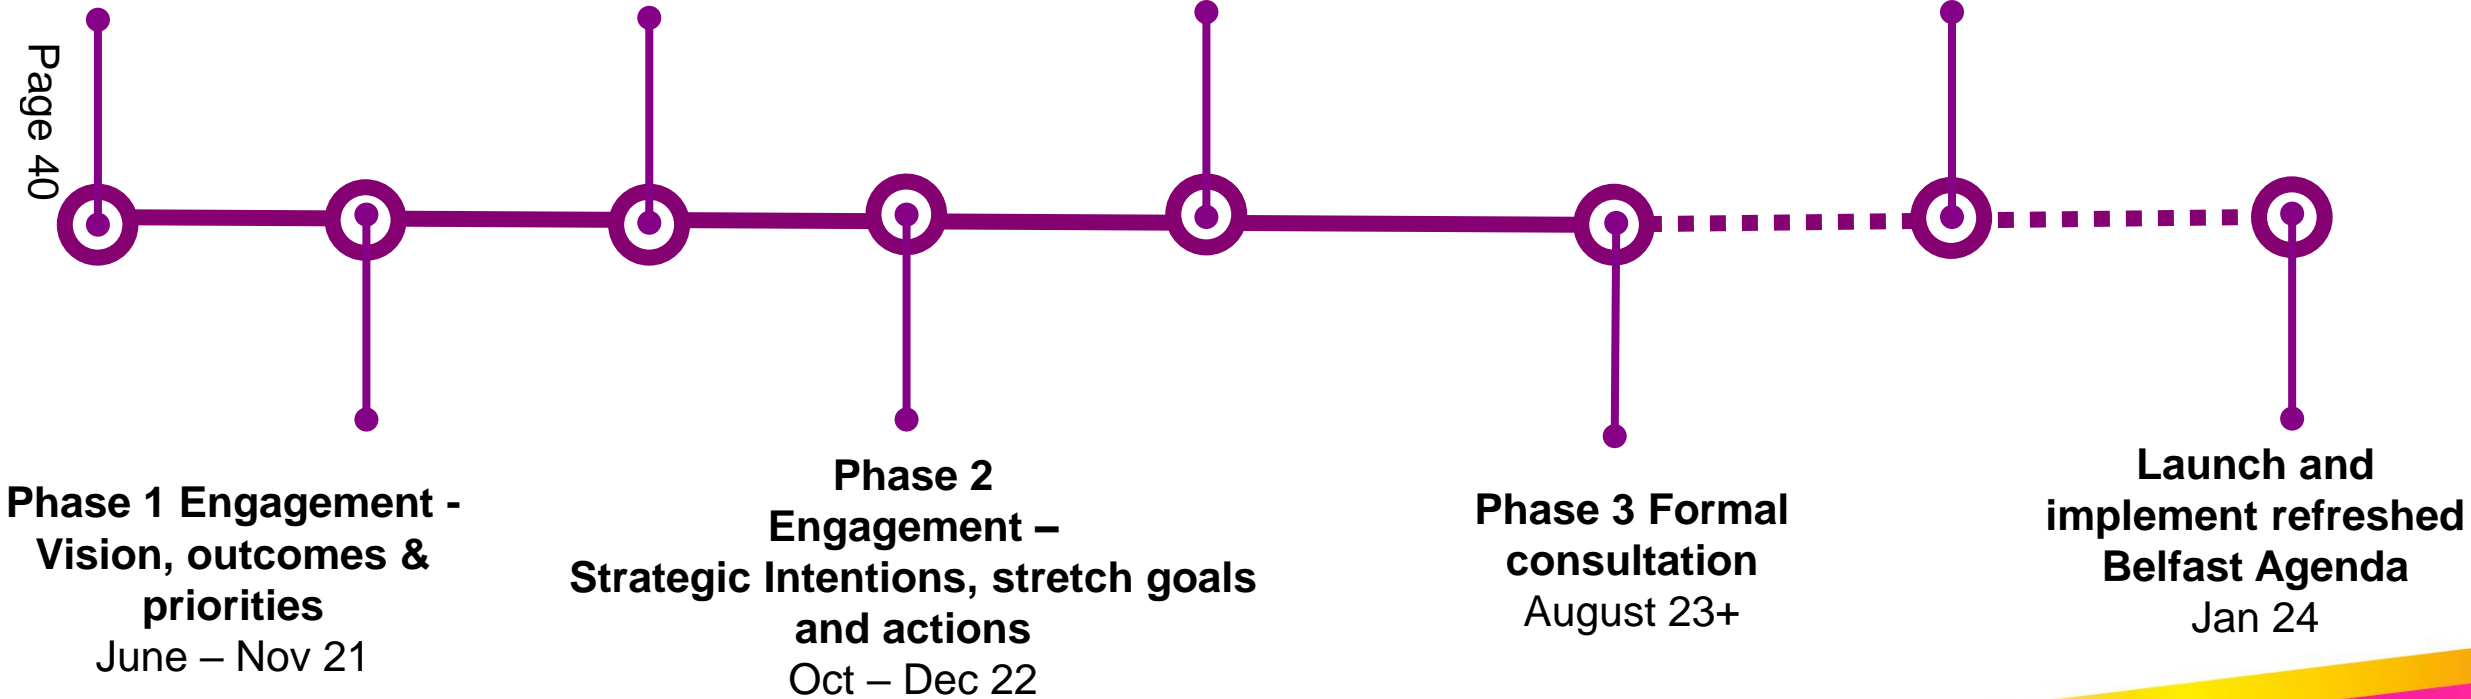 Page 40
Phase 1 Engagement -
Vision, outcomes &
priorities
June – Nov 21
Phase 2
Engagement –
Strategic Intentions, stretch goals
and actions
Oct – Dec 22
Phase 3 Formal
consultation
August 23+
Launch and
implement refreshed
Belfast Agenda
Jan 24